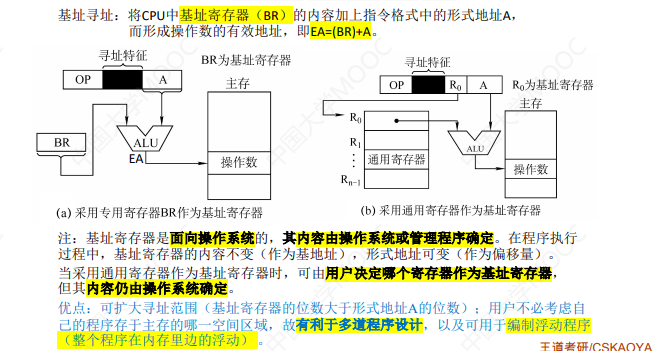 基址寻址：将CPU中基址寄存器（BR）的内容加上指令格式中的形式地址A，
而形成操作数的有效地址，即EA=(BR)+A。
寻址特征
BR为基址寄存器
OP
A
主存
BR
ALU
EA
操作数
(a) 采用专用寄存器BR作为基址寄存器
寻址特征
OP
R0
A
R0为基址寄存器
主存
R0
R1
⋮
通用寄存器
Rn-1
ALU
操作数
(b) 采用通用寄存器作为基址寄存器
注：基址寄存器是面向操作系统的，其内容由操作系统或管理程序确定。在程序执行
过程中，基址寄存器的内容不变（作为基地址），形式地址可变（作为偏移量）。
当采用通用寄存器作为基址寄存器时，可由用户决定哪个寄存器作为基址寄存器，
但其内容仍由操作系统确定。
优点：可扩大寻址范围（基址寄存器的位数大于形式地址A的位数）；用户不必考虑自
己的程序存于主存的哪一空间区域，故有利于多道程序设计，以及可用于编制浮动程序
（整个程序在内存里边的浮动）。
王道考研/CSKAOYA
中国大学MOOC